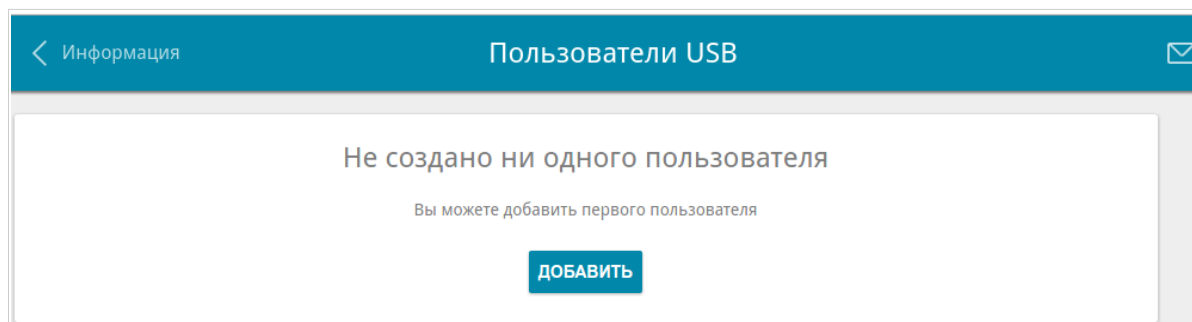 Информация
Пользователи USB
Не создано ни одного пользователя
Вы можете добавить первого пользователя
ДОБАВИТЬ